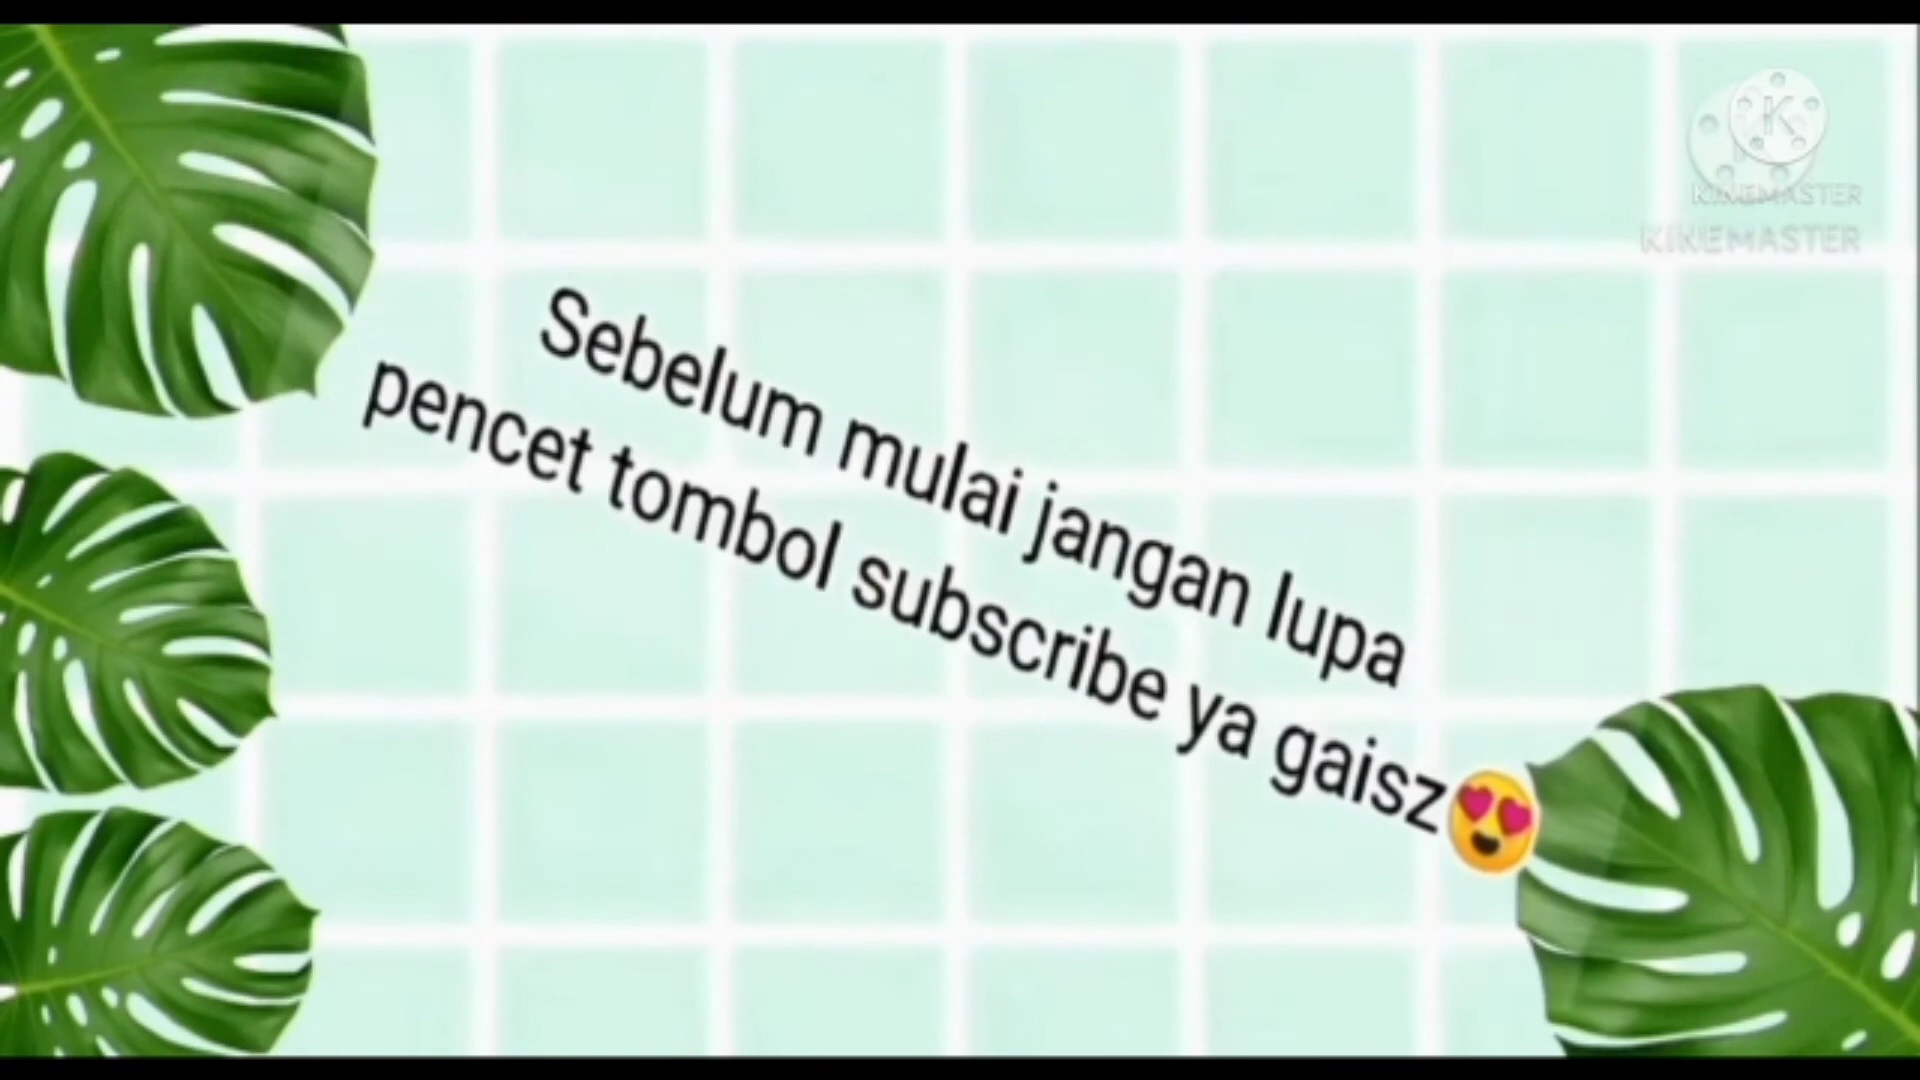 Sebelum mulai jangan lupa
pencet tombol subscribe ya gaisz😍
K
KINEMASTER
KINEMASTER